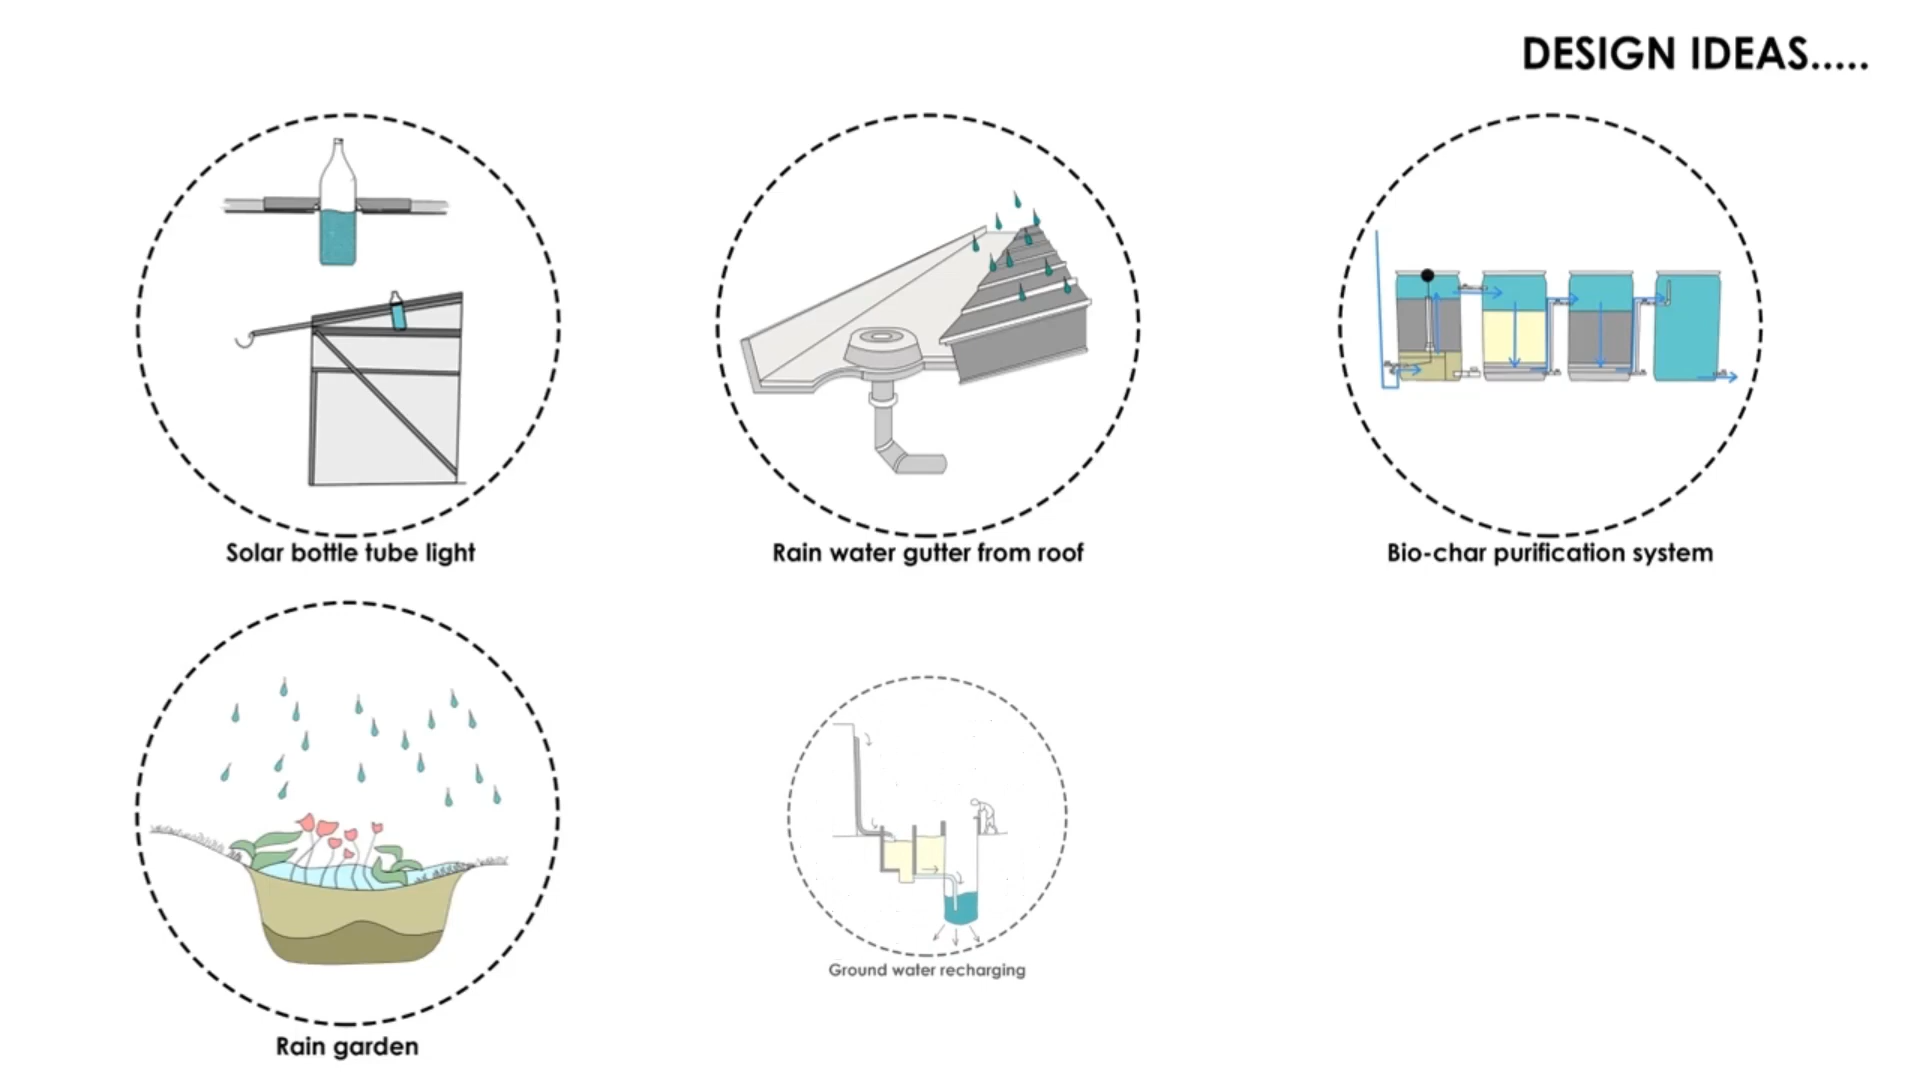 DESIGN IDEAS.....
Solar bottle tube light
Rain water gutter from roof
Bio-char purification system
Rain garden
Ground water recharging